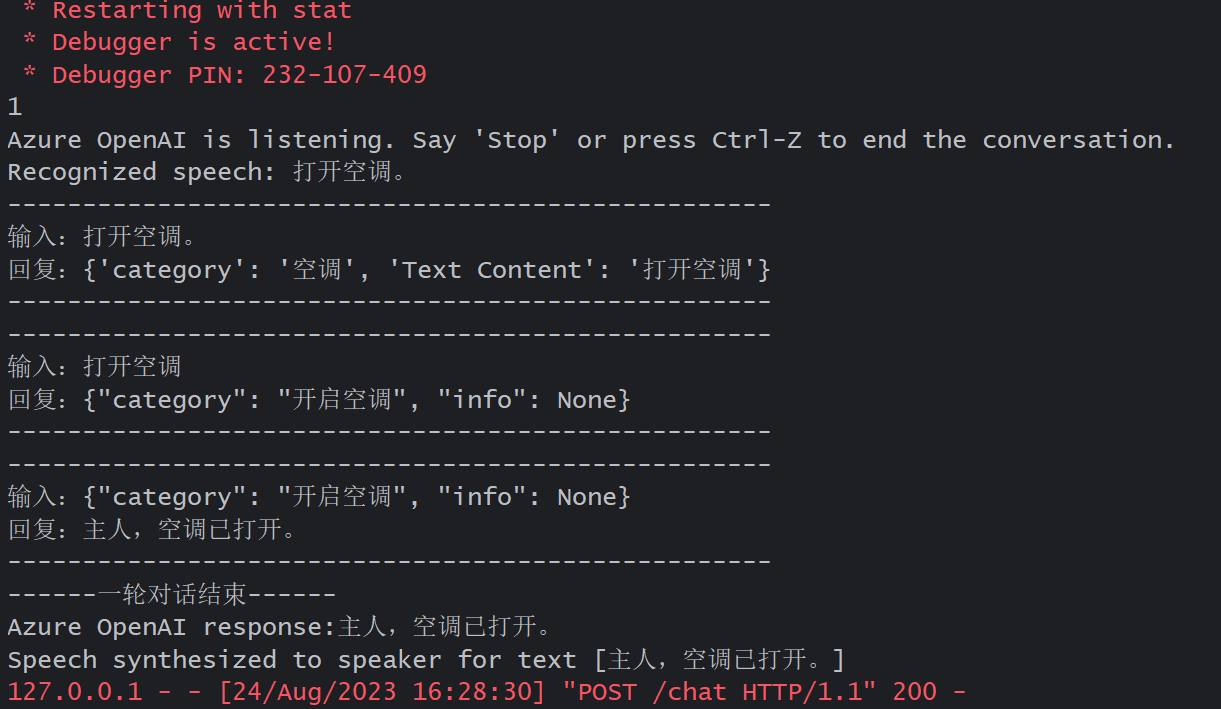 * Restarting with stat
* Debugger is active!
* Debugger PIN: 232-107-409
1
Azure OpenAI is listening. Say 'Stop' or press Ctrl-Z to end the conversation.
Recognized speech: 打开空调。
---------------------------------------------------
输入：打开空调。
回复：{'category': '空调', 'Text Content': '打开空调'}
---------------------------------------------------
---------------------------------------------------
输入：打开空调
回复：{"category": "开启空调", "info": None}
---------------------------------------------------
---------------------------------------------------
输入：{"category": "开启空调", "info": None}
回复：主人，空调已打开。
---------------------------------------------------
------一轮对话结束------
Azure OpenAI response:主人，空调已打开。
Speech synthesized to speaker for text [主人，空调已打开。]
127.0.0.1 - - [24/Aug/2023 16:28:30] "POST /chat HTTP/1.1" 200 -